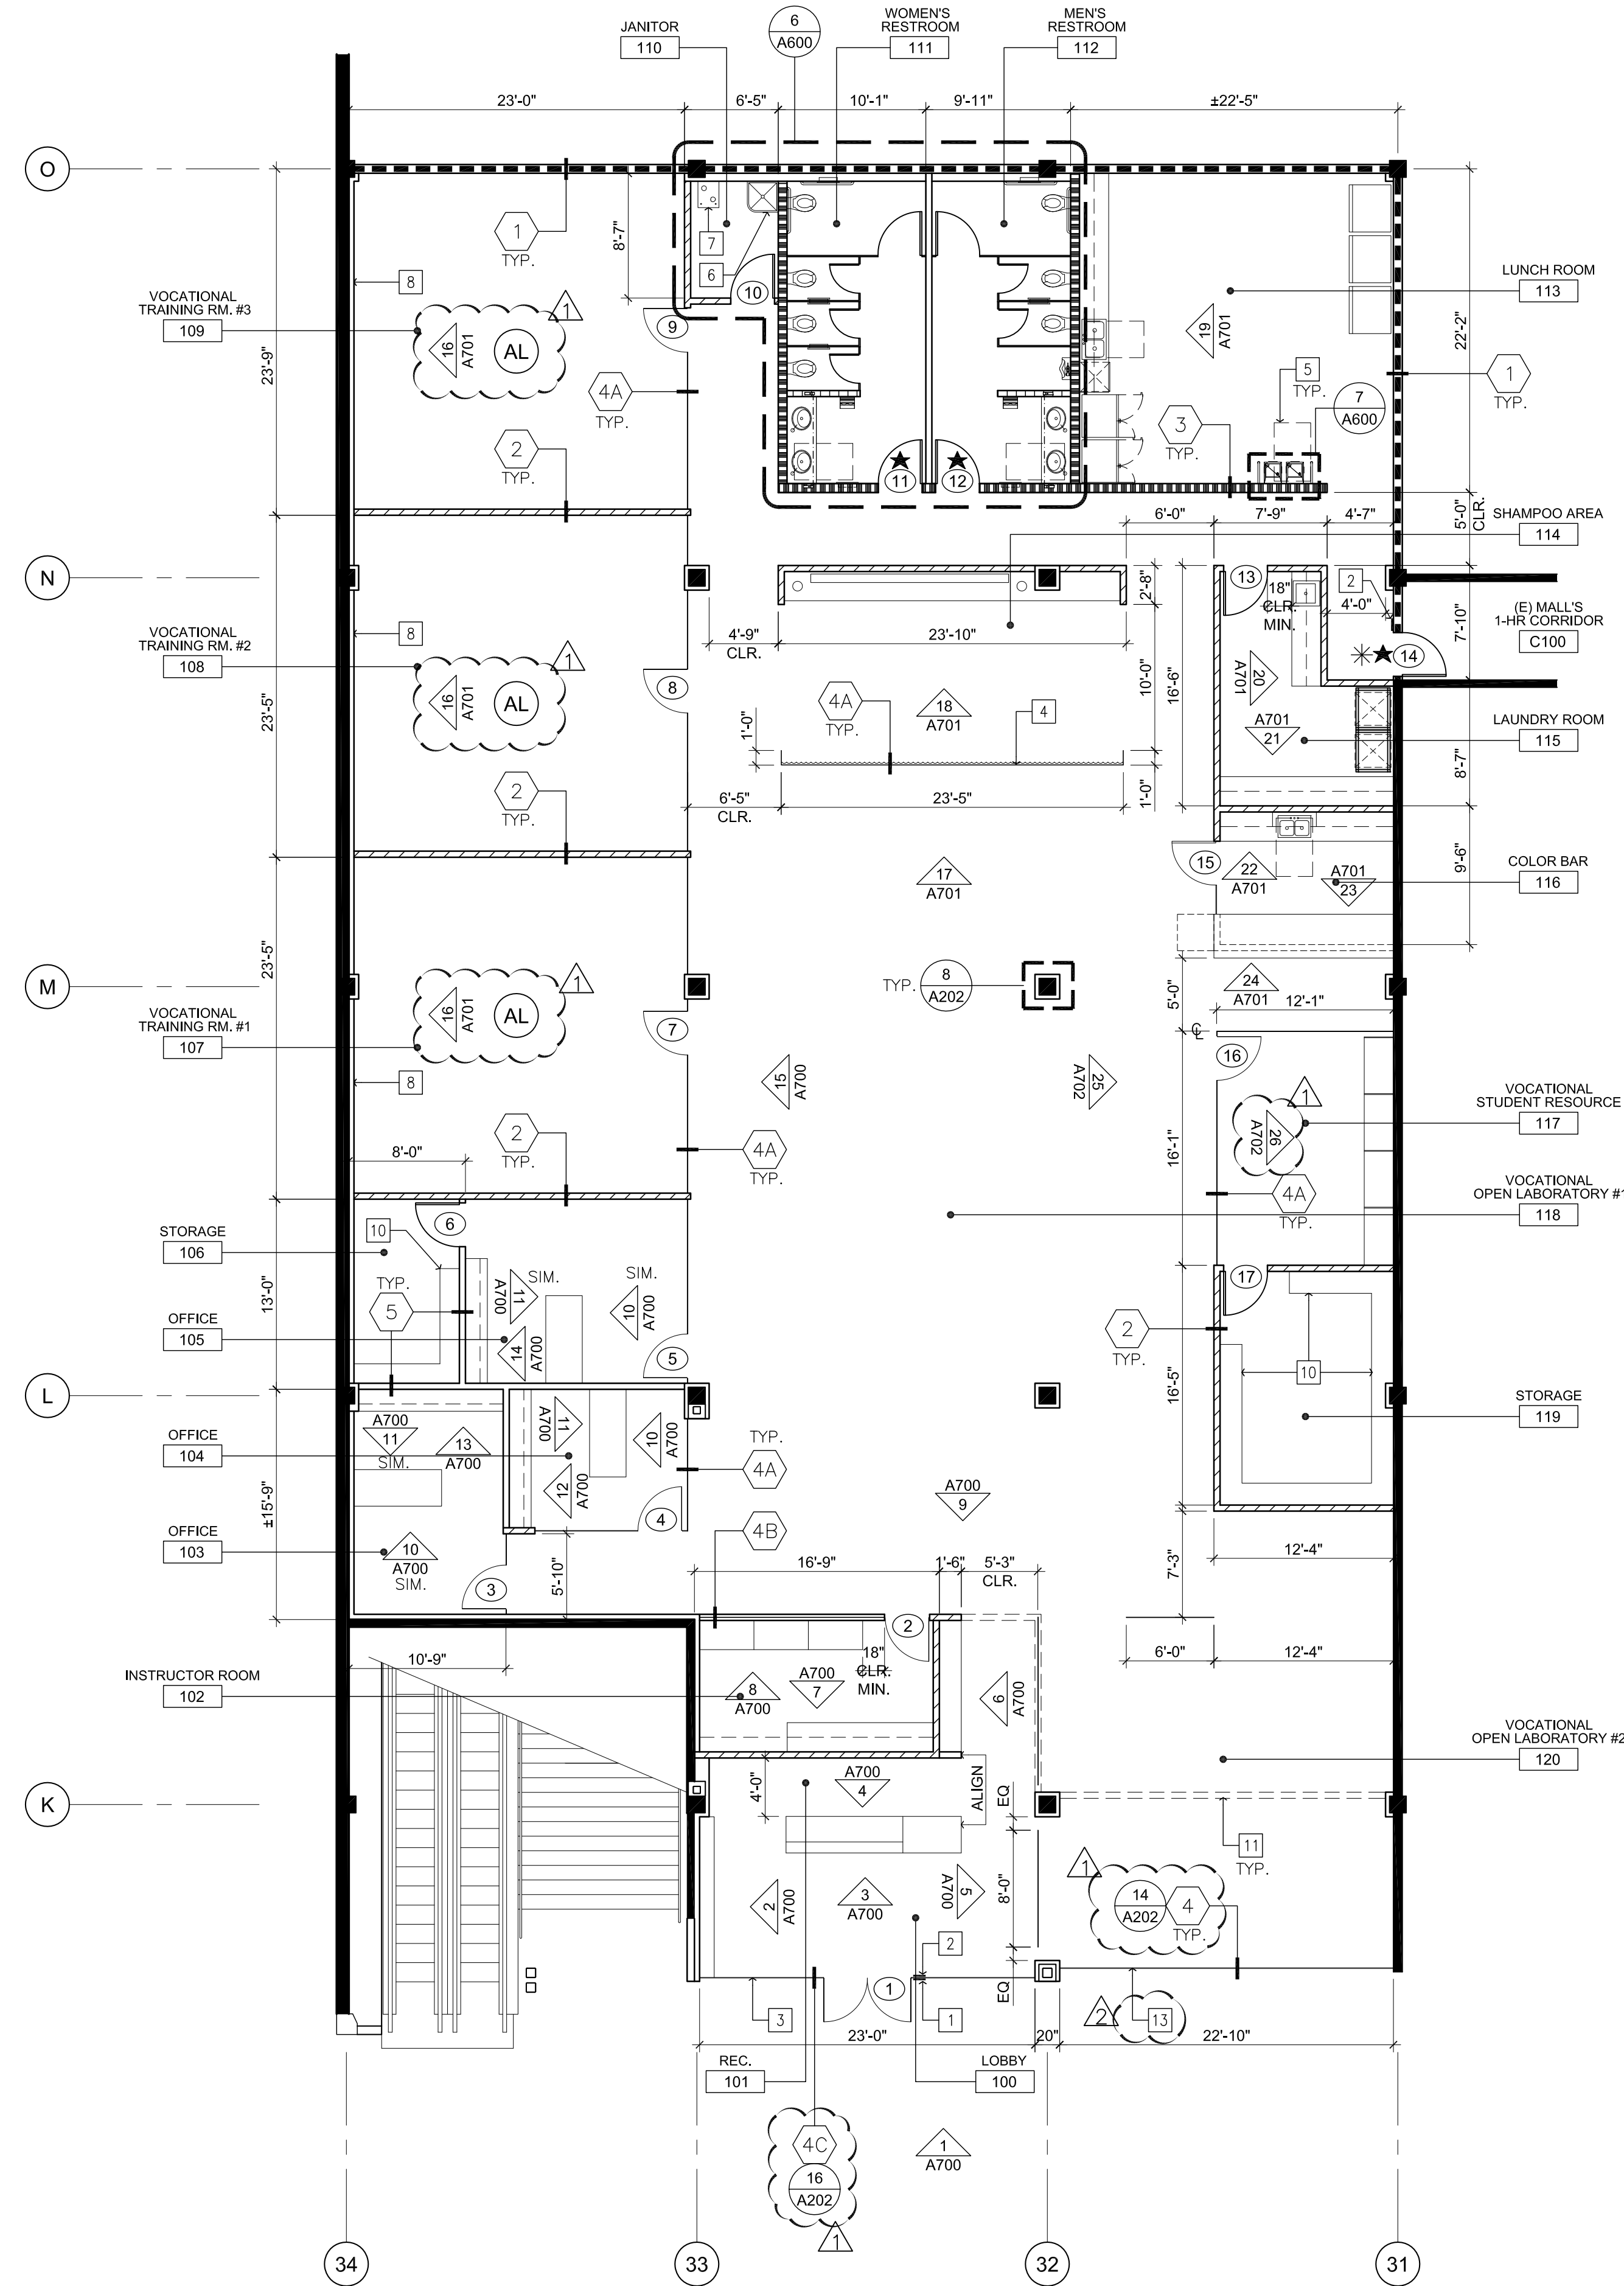 JANITOR
110
6
A600
WOMEN'S
RESTROOM
111
MEN'S
RESTROOM
112
23'-0"
6'-5"
10'-1"
9'-11"
±22'-5"
O
1
TYP.
8
8'-7"
7
6
10
LUNCH ROOM
113
VOCATIONAL
TRAINING RM. #3
109
16
A701
AL
1
9
19
A701
22'-2"
23'-9"
4A
TYP.
5
TYP.
7
A600
1
TYP.
2
TYP.
3
TYP.
11
12
6'-0"
7'-9"
4'-7"
5'-0"
CLR.
SHAMPOO AREA
114
N
13
18"
CLR.
MIN.
2
4'-0"
2'-8"
(E) MALL'S
1-HR CORRIDOR
C100
VOCATIONAL
TRAINING RM. #2
108
8
1
16
A701
AL
8
4'-9"
CLR.
23'-10"
14
7'-10"
20
A701
16'-6"
10'-0"
4A
TYP.
18
A701
4
23'-5"
1'-0"
A701
21
LAUNDRY ROOM
115
2
TYP.
6'-5"
CLR.
23'-5"
1'-0"
8'-7"
17
A701
15
22
A701
A701
23
9'-6"
COLOR BAR
116
23'-5"
M
TYP.
8
A202
24
A701
12'-1"
5'-0"
VOCATIONAL
TRAINING RM. #1
107
16
A701
AL
1
7
℄
16
8
15
A700
25
A702
1
26
A702
VOCATIONAL
STUDENT RESOURCE
117
2
TYP.
8'-0"
4A
TYP.
16'-1"
4A
TYP.
VOCATIONAL
OPEN LABORATORY #1
118
STORAGE
106
10
6
TYP.
5
11
A700
SIM.
SIM.
10
A700
17
13'-0"
OFFICE
105
14
A700
5
2
TYP.
10
L
16'-5"
STORAGE
119
OFFICE
104
A700
11
SIM.
13
A700
11
A700
10
A700
12
A700
TYP.
4A
4
A700
9
±15'-9"
OFFICE
103
10
A700
SIM.
3
5'-10"
4B
16'-9"
1'-6"
5'-3"
CLR.
12'-4"
7'-3"
2
10'-9"
18"
CLR.
MIN.
6'-0"
12'-4"
INSTRUCTOR ROOM
102
8
A700
A700
7
6
A700
VOCATIONAL
OPEN LABORATORY #2
120
A700
4
4'-0"
ALIGN
EQ
K
11
TYP.
2
A700
3
A700
5
A700
8'-0"
1
14
A202
4
TYP.
2
EQ
1
3
1
2
13
23'-0"
20"
22'-10"
REC.
101
LOBBY
100
4C
16
A202
1
1
A700
34
33
32
31